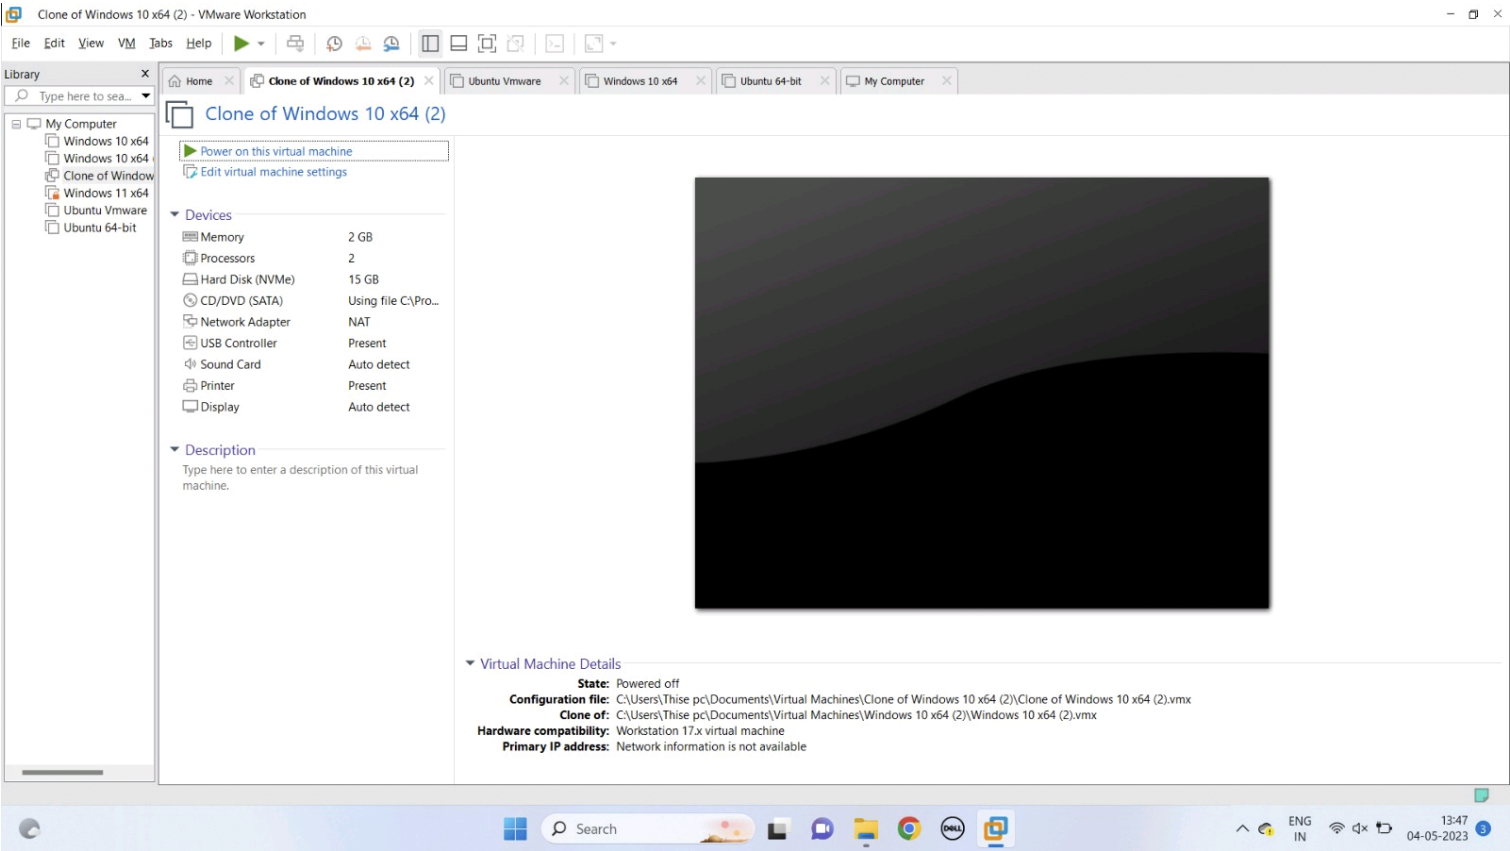 Clone of Windows 10 x64 (2) - VMware Workstation
File Edit View VM Tabs Help
Library x
Type here to sea...
My Computer
Windows 10 x64
Windows 10 x64
Clone of Window
Windows 11 x64
Ubuntu Vmware
Ubuntu 64-bit
Home
Clone of Windows 10 x64 (2)
Ubuntu Vmware
Windows 10 x64
Ubuntu 64-bit
My Computer
Clone of Windows 10 x64 (2)
Power on this virtual machine
Edit virtual machine settings
Devices
Memory 2 GB
Processors 2
Hard Disk (NVMe) 15 GB
CD/DVD (SATA) Using file C:\Pro...
Network Adapter NAT
USB Controller Present
Sound Card Auto detect
Printer Present
Display Auto detect
Description
Type here to enter a description of this virtual
machine.
Virtual Machine Details
State: Powered off
Configuration file: C:\Users\Thise pc\Documents\Virtual Machines\Clone of Windows 10 x64 (2)\Clone of Windows 10 x64 (2).vmx
Clone of: C:\Users\Thise pc\Documents\Virtual Machines\Windows 10 x64 (2)\Windows 10 x64 (2).vmx
Hardware compatibility: Workstation 17.x virtual machine
Primary IP address: Network information is not available
Search
DELL
ENG
IN
13:47
04-05-2023
3